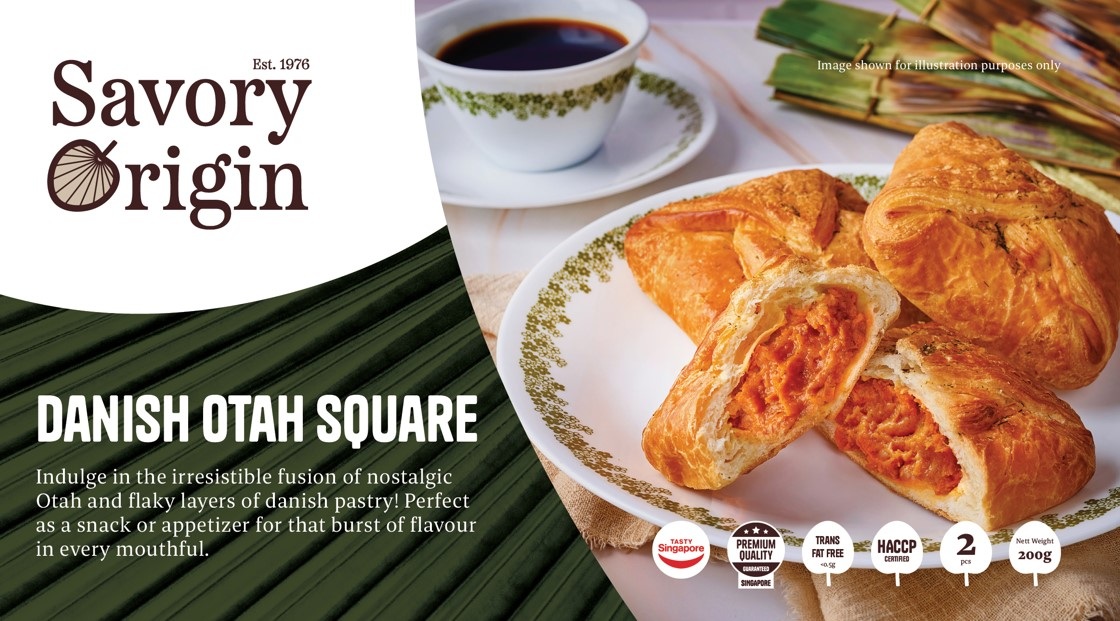 Est. 1976
Savory
Origin
Image shown for illustration purposes only
DANISH OTAH SQUARE
Indulge in the irresistible fusion of nostalgic
Otah and flaky layers of danish pastry! Perfect
as a snack or appetizer for that burst of flavour
in every mouthful.
TASTY
Singapore
PREMIUM
QUALITY
GUARANTEED
SINGAPORE
TRANS
FAT FREE
<0.5g
HACCP
CERTIFIED
2
pcs
Nett Weight
200g